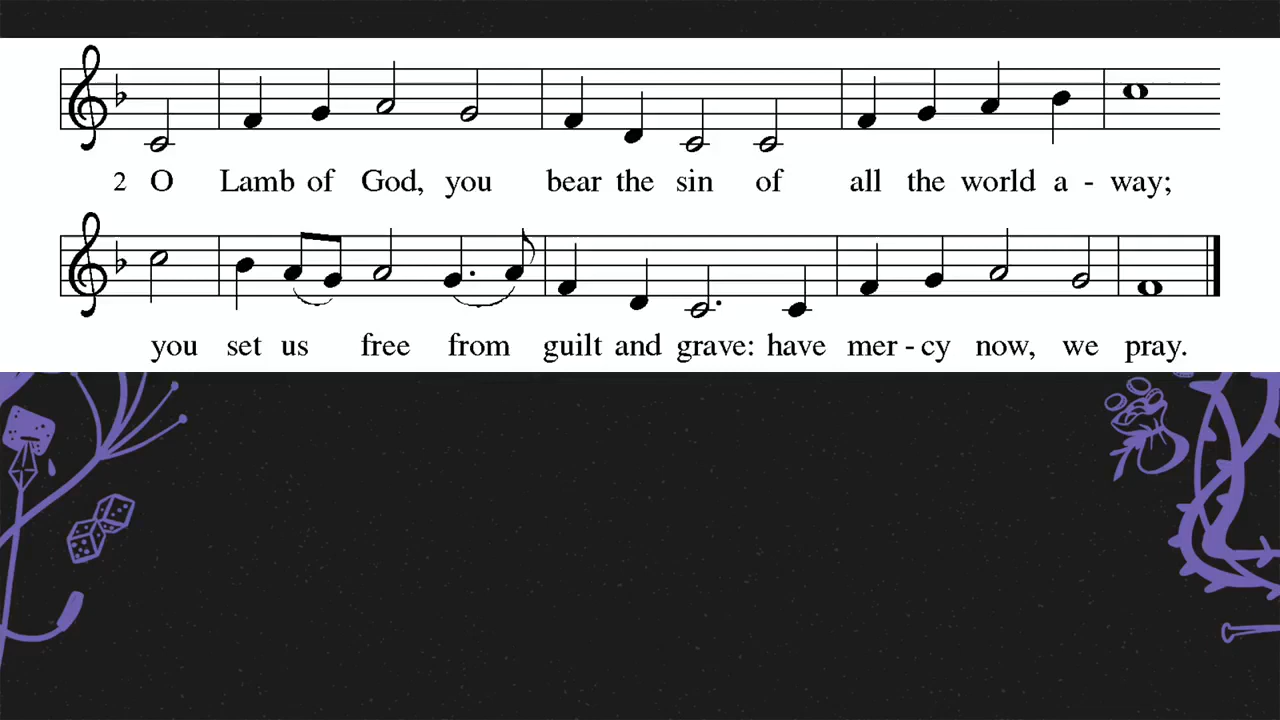 2 O Lamb of God, you bear the sin of all the world a - way;
you set us free from guilt and grave: have mer - cy now, we pray.